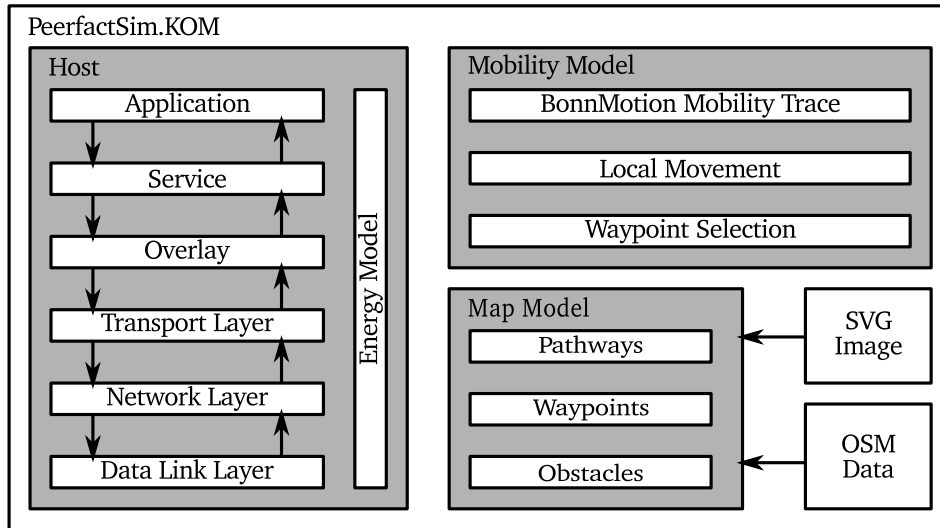 PeerfactSim.KOM
Host
Application
Service
Overlay
Transport Layer
Network Layer
Data Link Layer
Energy Model
Mobility Model
BonnMotion Mobility Trace
Local Movement
Waypoint Selection
Map Model
Pathways
Waypoints
Obstacles
SVG
Image
OSM
Data